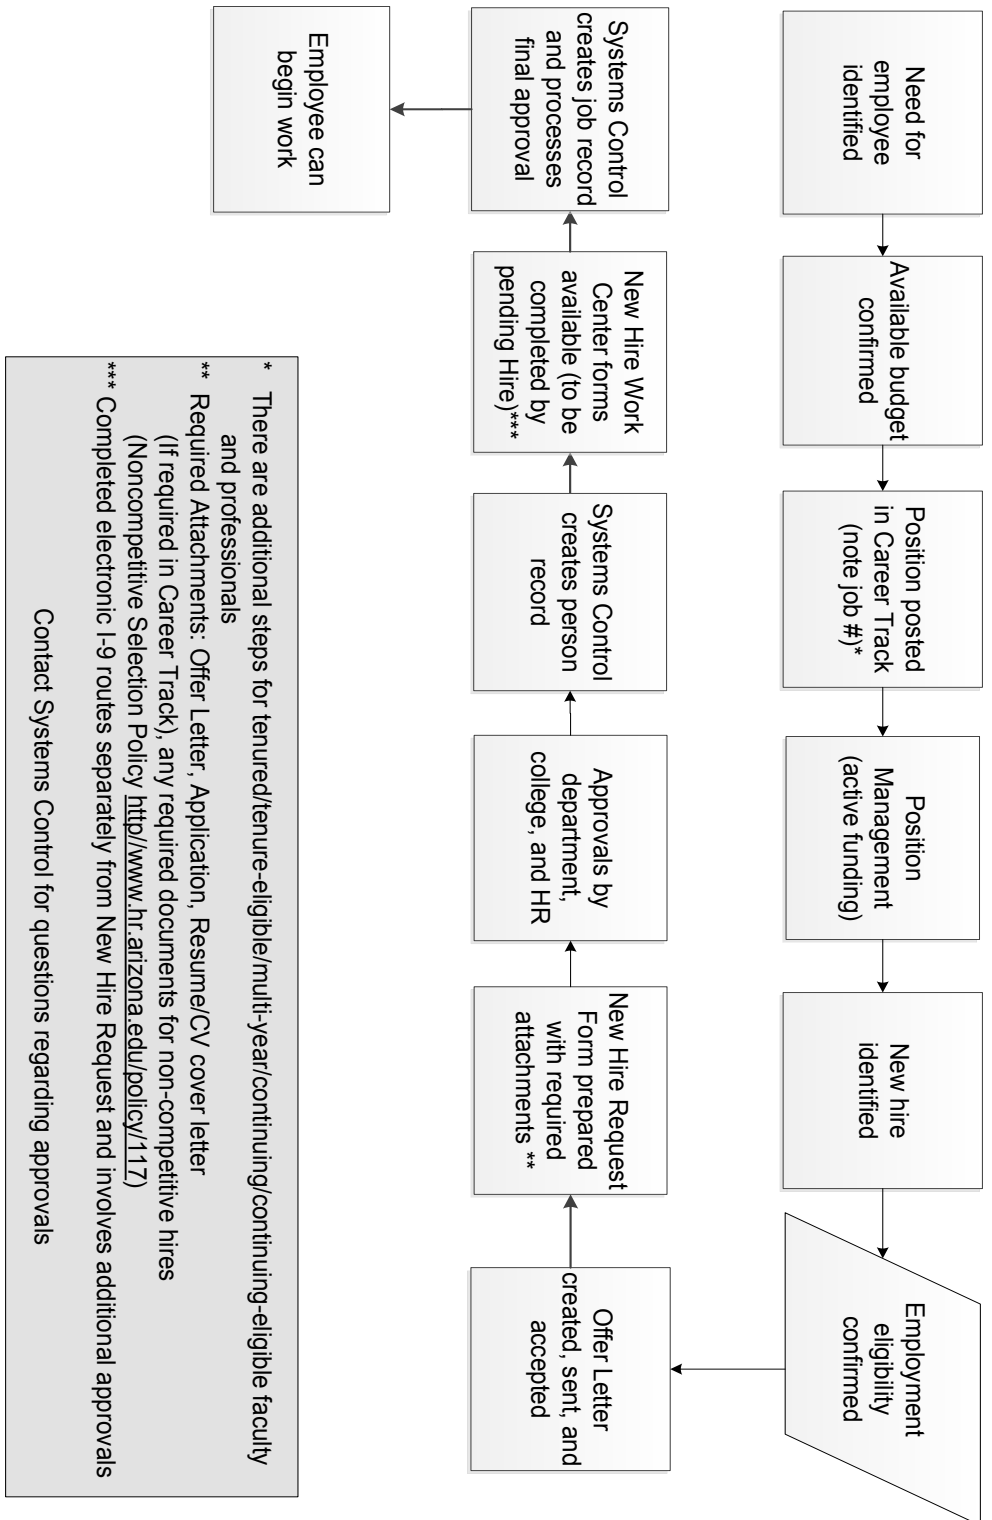 Need for
employee
identified
Available budget
confirmed
Position posted
in Career Track
(note job #)*
Position
Management
(active funding)
New hire
identified
Employment
eligibility
confirmed
Offer Letter
created, sent, and
accepted
New Hire Request
Form prepared
with required
attachments **
Approvals by
department,
college, and HR
Systems Control
creates person
record
New Hire Work
Center forms
available (to be
completed by
pending Hire)***
Systems Control
creates job record
and processes
final approval
Employee can
begin work
* There are additional steps for tenured/tenure-eligible/multi-year/continuing/continuing-eligible faculty
and professionals
** Required Attachments: Offer Letter, Application, Resume/CV cover letter
(If required in Career Track), any required documents for non-competitive hires
(Noncompetitive Selection Policy http//www.hr.arizona.edu/policy/117)
*** Completed electronic I-9 routes separately from New Hire Request and involves additional approvals
Contact Systems Control for questions regarding approvals